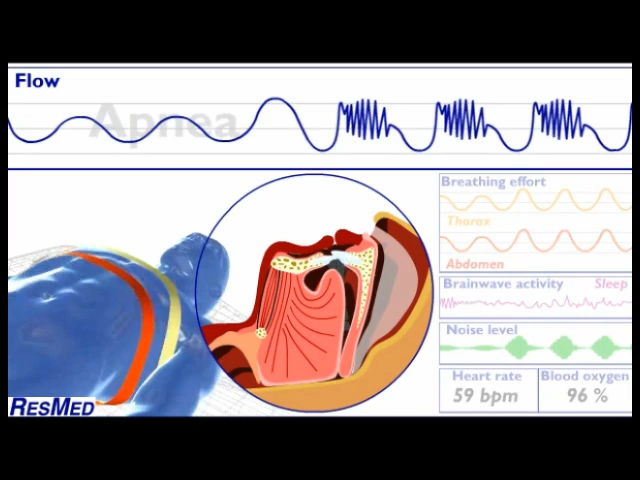 Flow
Apnea
Breathing effort
Thorax
Abdomen
Brainwave activity Sleep
Noise level
Heart rate Blood oxygen
59 bpm 96 %
RESMED